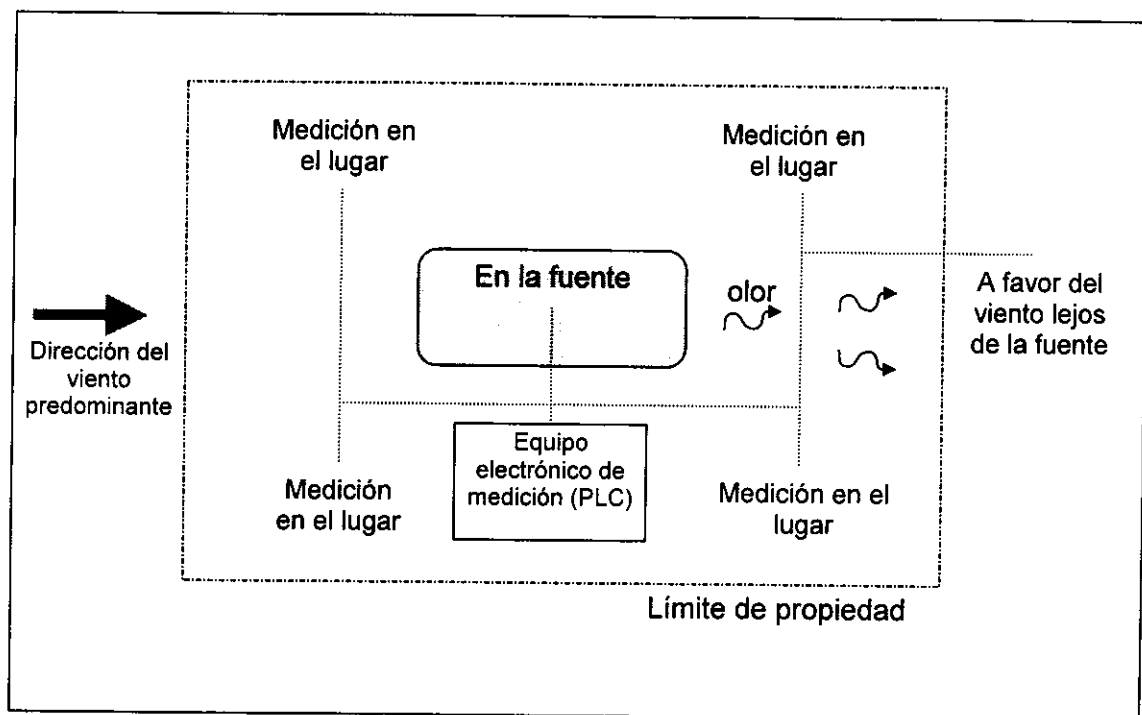 Medición en
el lugar
Medición en
el lugar
En la fuente
olor
A favor del
viento lejos
de la fuente
Dirección del
viento
predominante
Equipo
electrónico de
medición (PLC)
Medición
en el lugar
Medición en el
lugar
Límite de propiedad